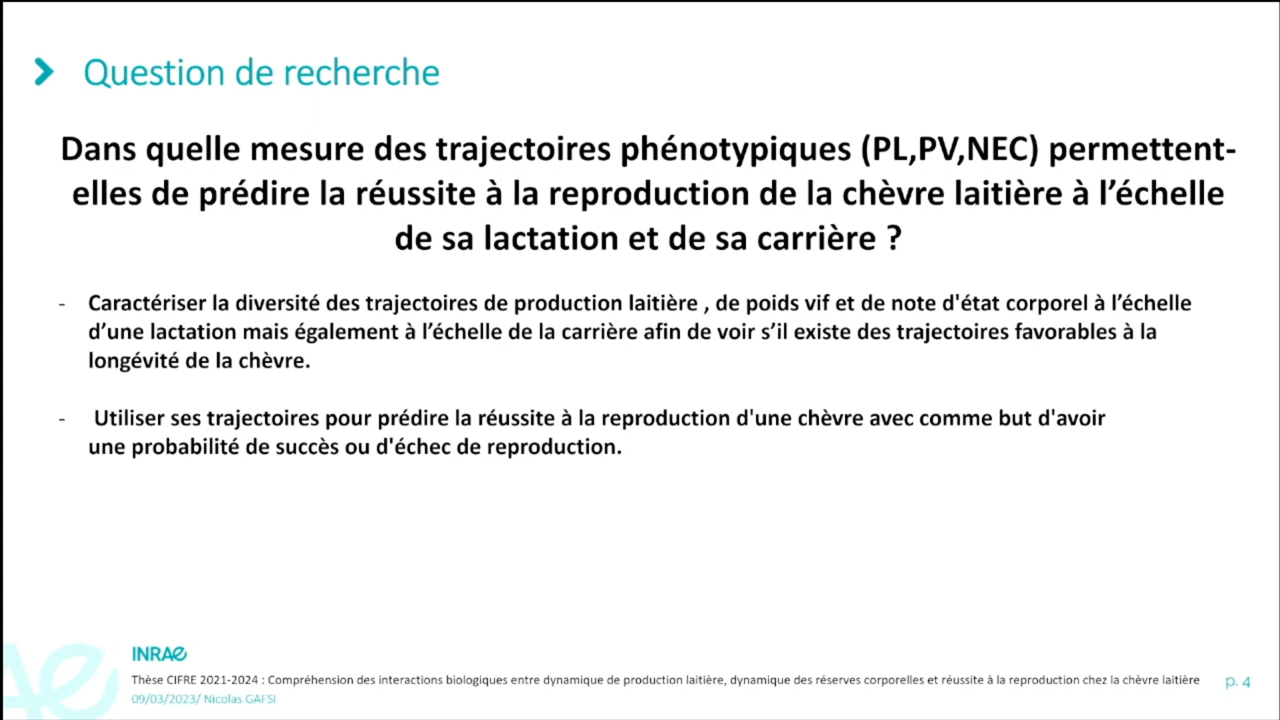 Question de recherche
Dans quelle mesure des trajectoires phénotypiques (PL,PV,NEC) permettent-
elles de prédire la réussite à la reproduction de la chèvre laitière à l’échelle
de sa lactation et de sa carrière ?
- Caractériser la diversité des trajectoires de production laitière , de poids vif et de note d'état corporel à l’échelle
d’une lactation mais également à l’échelle de la carrière afin de voir s’il existe des trajectoires favorables à la
longévité de la chèvre.
- Utiliser ses trajectoires pour prédire la réussite à la reproduction d'une chèvre avec comme but d'avoir
une probabilité de succès ou d'échec de reproduction.
INRAE
Thèse CIFRE 2021-2024 : Compréhension des interactions biologiques entre dynamique de production laitière, dynamique des réserves corporelles et réussite à la reproduction chez la chèvre laitière
p. 4
09/03/2023/ Nicolas GAFSI